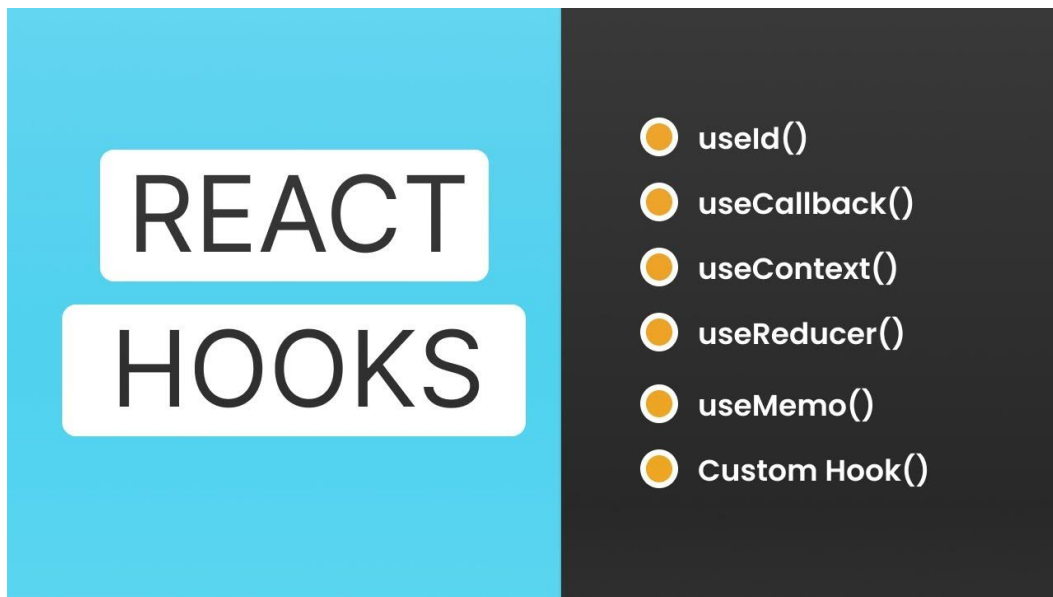 REACT
HOOKS
useId()
useCallback()
useContext()
useReducer()
useMemo()
Custom Hook()